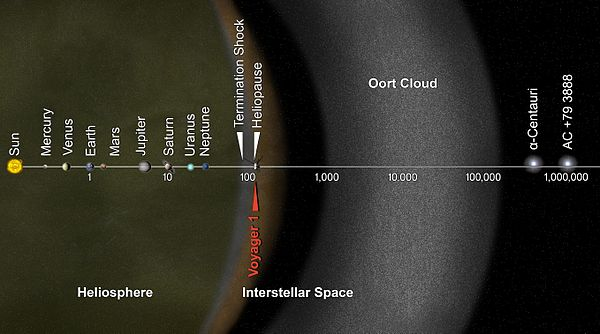 Sun
Mercury
Venus
Earth
Mars
Jupiter
Saturn
Uranus
Neptune
Termination Shock
Heliopause
Oort Cloud
α-Centauri
AC +79 3888
1
10
100
1,000
10.000
100,000
1,000,000
Voyager 1
Heliosphere
Interstellar Space